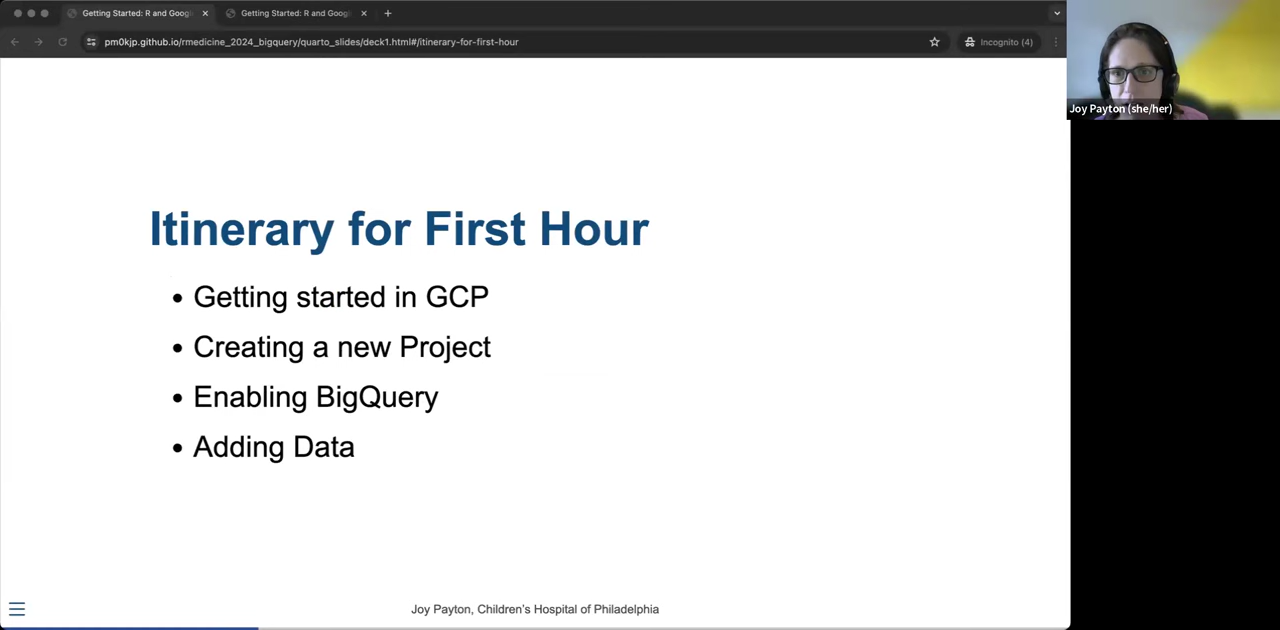 Getting Started: R and Goog
Getting Started: R and Goog
pm0kjp.github.io/rmedicine_2024_bigquery/quarto_slides/deck1.html#/itinerary-for-first-hour
Incognito (4)
Joy Payton (she/her)
Itinerary for First Hour
• Getting started in GCP
• Creating a new Project
• Enabling BigQuery
• Adding Data
Joy Payton, Children's Hospital of Philadelphia